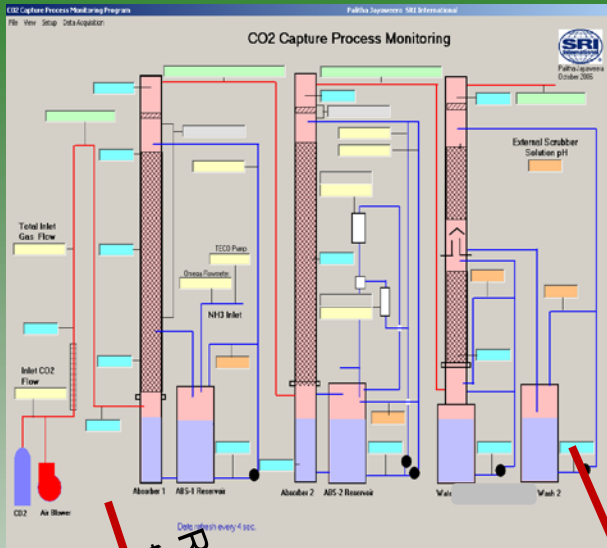 CO2 Capture Process Monitoring Program
Palitha Jayaweera SRI International
File View Setup Data Acquisition
CO2 Capture Process Monitoring
SRI
International
Palitha Jayaweera
October 2006
External Scrubber
Solution pH
Total Inlet
Gas Flow
TECO Pump
Omega Flowmeter
NH3 Inlet
Inlet CO2
Flow
CO2
Air Blower
Absorber 1
ABS-1 Reservoir
Absorber 2
ABS-2 Reservoir
Wash 2
Data refresh every 4 sec.
R